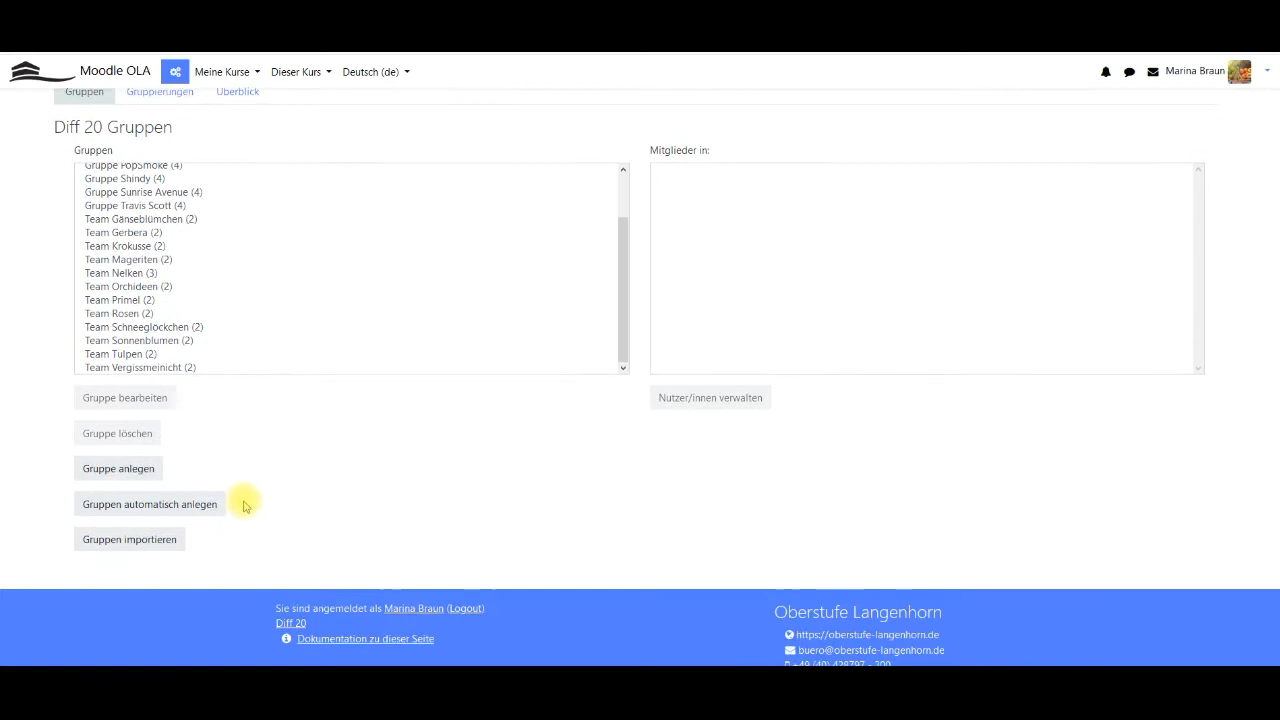 Moodle OLA Meine Kurse Dieser Kurs Deutsch (de) Marina Braun
Gruppen Gruppierungen Überblick
Diff 20 Gruppen
Gruppen Mitglieder in:
Gruppe PopSmoke (4)
Gruppe Shindy (4)
Gruppe Sunrise Avenue (4)
Gruppe Travis Scott (4)
Team Gänseblümchen (2)
Team Gerbera (2)
Team Krokusse (2)
Team Mageriten (2)
Team Nelken (3)
Team Orchideen (2)
Team Primel (2)
Team Rosen (2)
Team Schneeglöckchen (2)
Team Sonnenblumen (2)
Team Tulpen (2)
Team Vergissmeinicht (2)
Gruppe bearbeiten Nutzer/innen verwalten
Gruppe löschen
Gruppe anlegen
Gruppen automatisch anlegen
Gruppen importieren
Sie sind angemeldet als Marina Braun (Logout)
Diff 20
Dokumentation zu dieser Seite
Oberstufe Langenhorn
https://oberstufe-langenhorn.de
buero@oberstufe-langenhorn.de
+49 (40) 428797 - 200